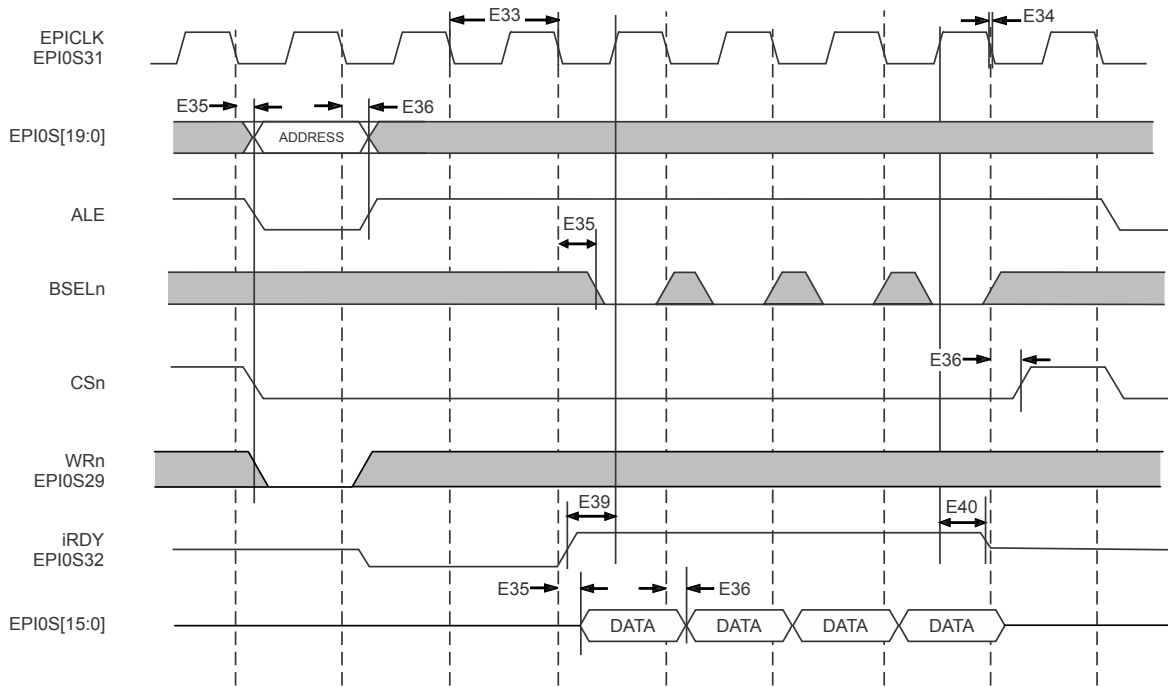 E33
E34
EPICLK
EPI0S31
E35
E36
EPI0S[19:0]
ADDRESS
ALE
E35
BSELn
E36
CSn
WRn
EPI0S29
E39
E40
iRDY
EPI0S32
E35
E36
EPI0S[15:0]
DATA DATA DATA DATA